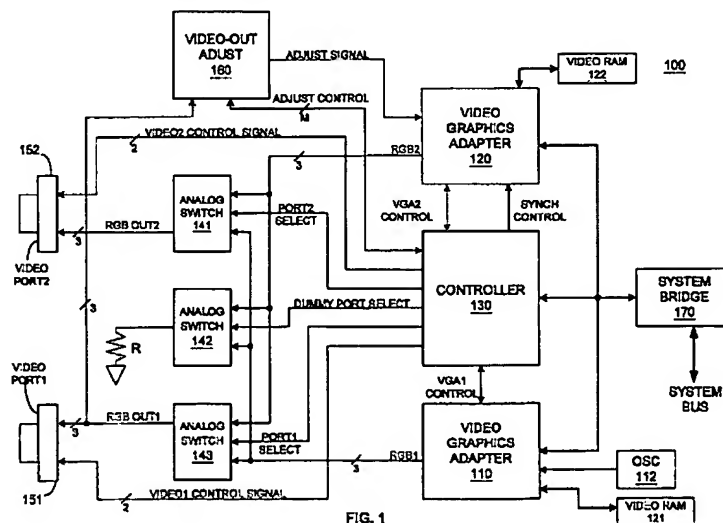 VIDEO-OUT
ADUST
160
ADJUST SIGNAL
VIDEO RAM
122
100
ADJUST CONTROL
M
VIDEO
GRAPHICS
ADAPTER
120
152
VIDEO2 CONTROL SIGNAL
2
RGB2
3
ANALOG
SWITCH
141
PORT2
SELECT
VGA2
CONTROL
SYNCH
CONTROL
RGB OUT2
3
VIDEO
PORT2
CONTROLLER
130
SYSTEM
BRIDGE
170
3
ANALOG
SWITCH
142
DUMMY PORT SELECT
R
SYSTEM
BUS
VIDEO
PORT1
VGA1
CONTROL
RGB OUT1
3
ANALOG
SWITCH
143
PORT1
SELECT
VIDEO
GRAPHICS
ADAPTER
110
RGB1
3
OSC
112
151
VIDEO1 CONTROL SIGNAL
2
VIDEO RAM
121
FIG. 1